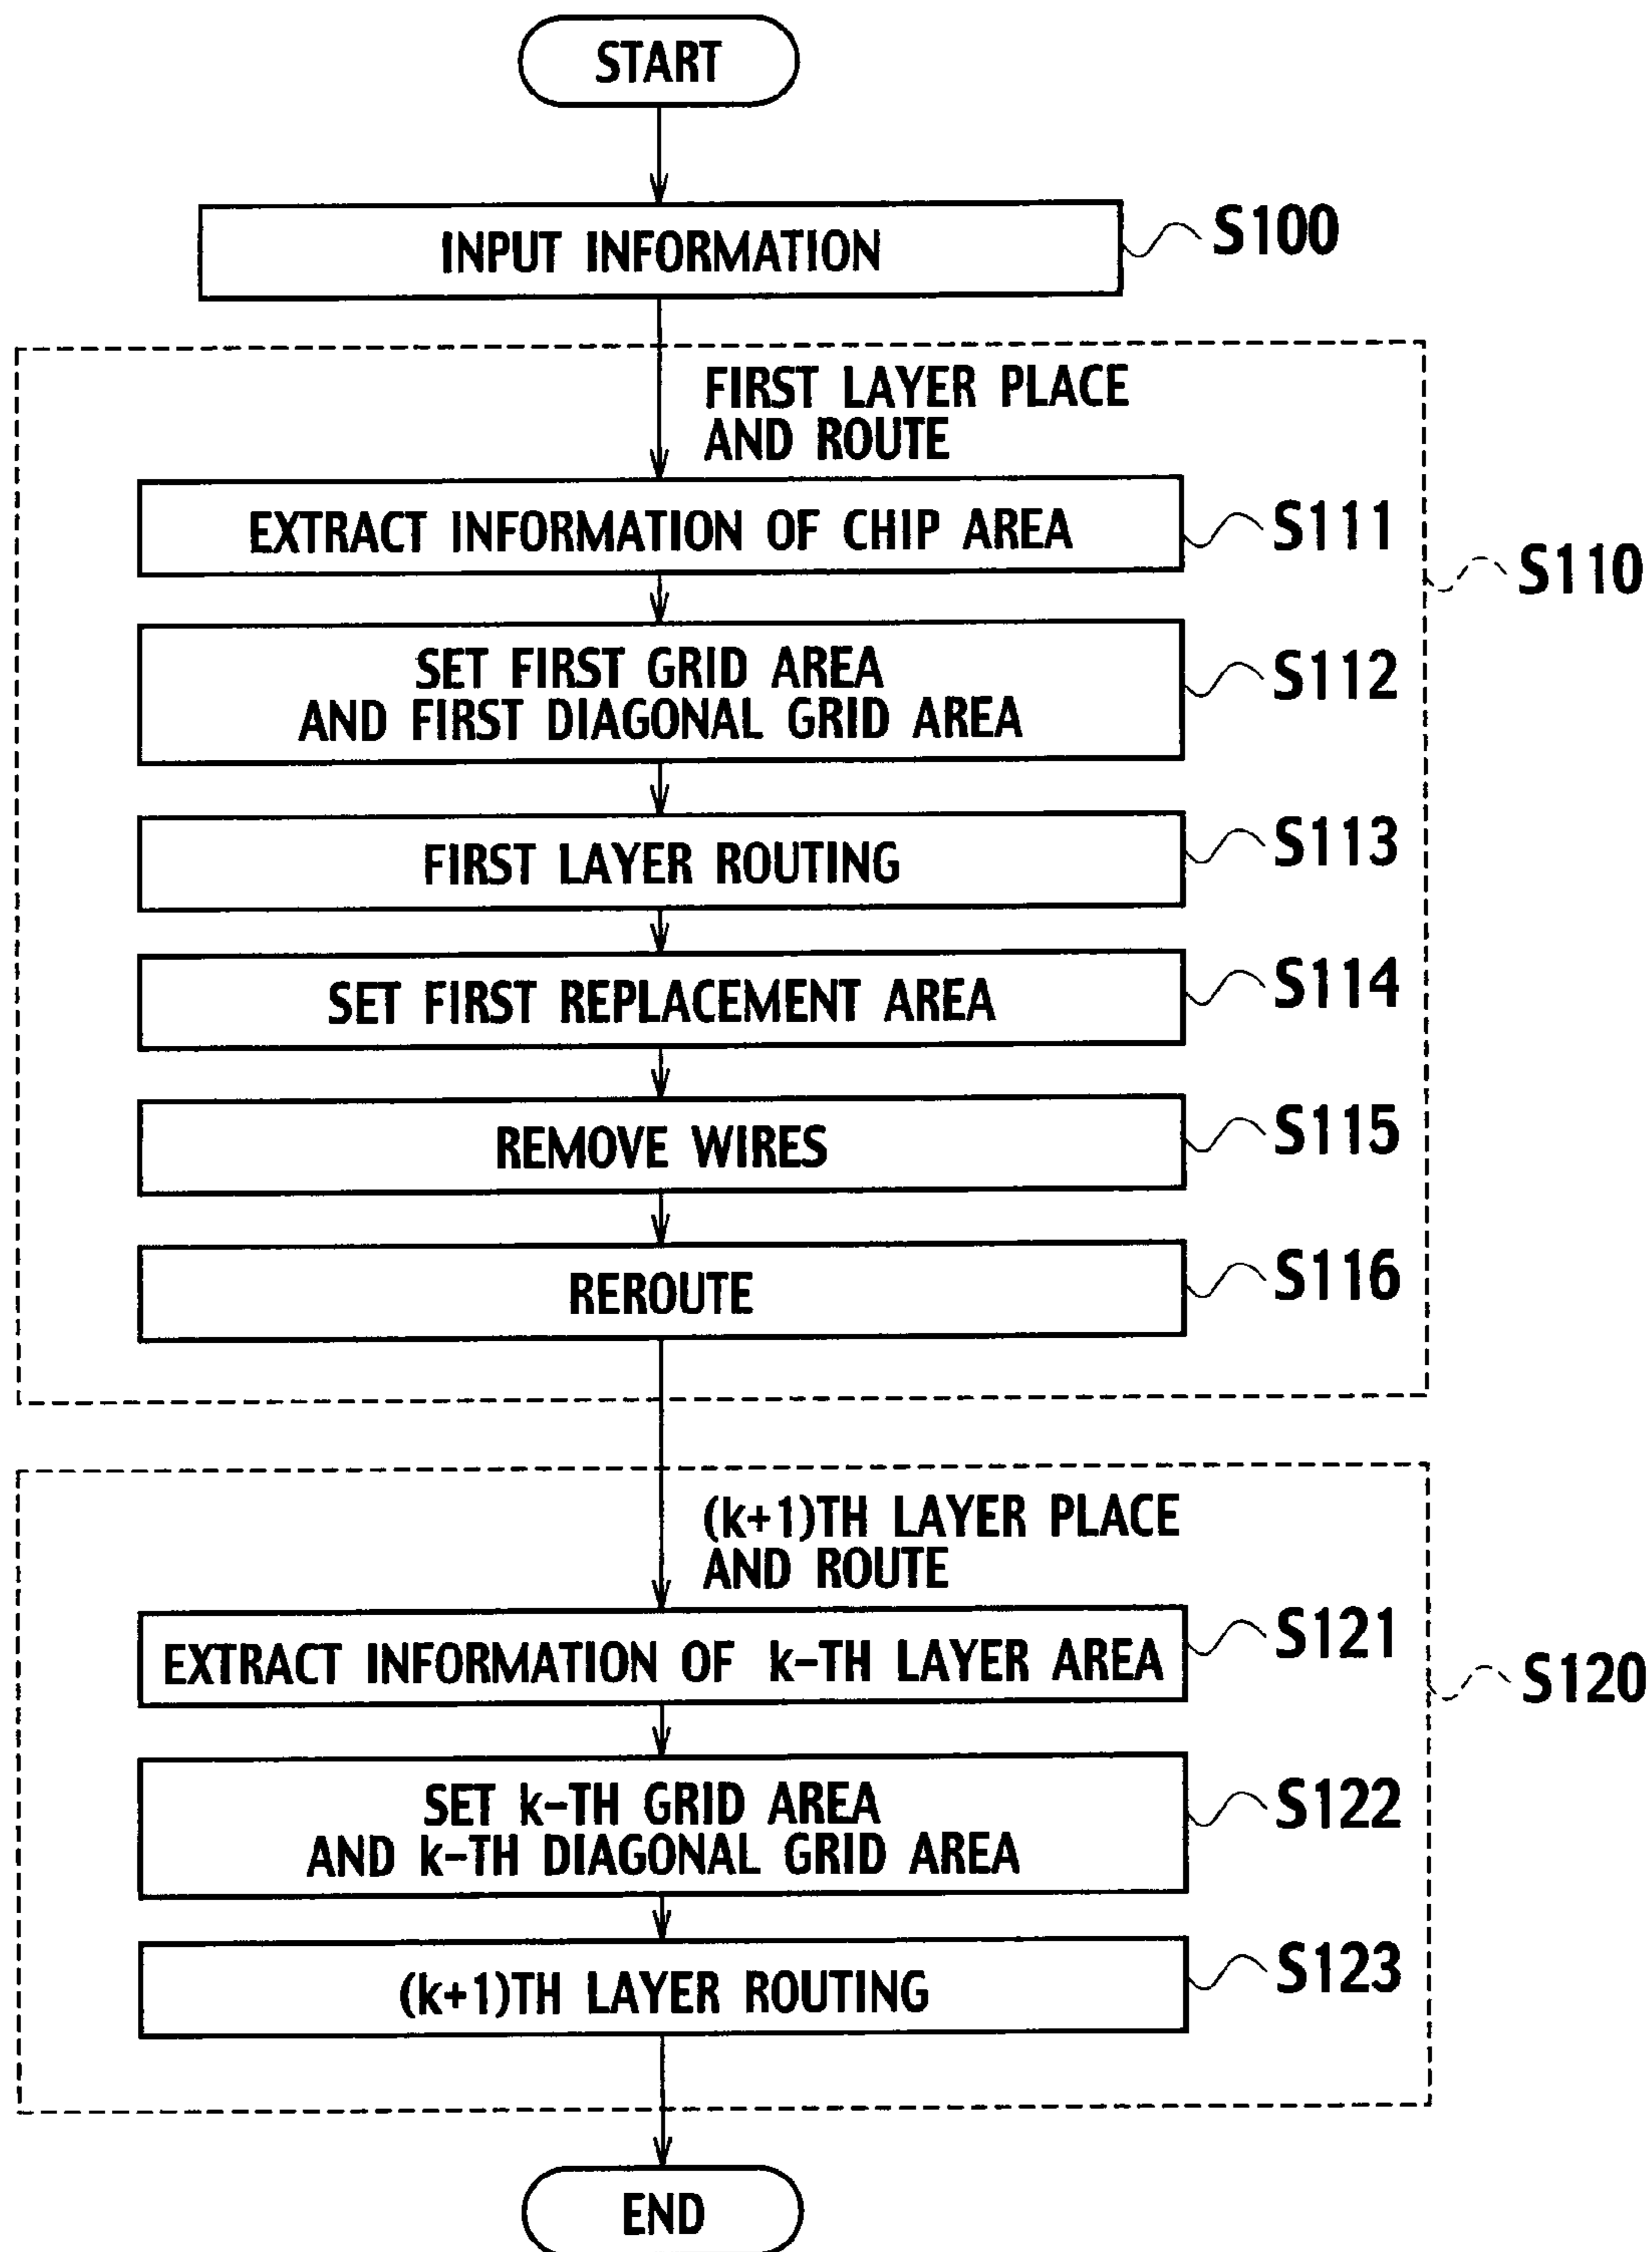 START
INPUT INFORMATION
S100
FIRST LAYER PLACE
AND ROUTE
EXTRACT INFORMATION OF CHIP AREA
S111
S110
SET FIRST GRID AREA
AND FIRST DIAGONAL GRID AREA
S112
FIRST LAYER ROUTING
S113
SET FIRST REPLACEMENT AREA
S114
REMOVE WIRES
S115
REROUTE
S116
(k+1)TH LAYER PLACE
AND ROUTE
EXTRACT INFORMATION OF k-TH LAYER AREA
S121
S120
SET k-TH GRID AREA
AND k-TH DIAGONAL GRID AREA
S122
(k+1)TH LAYER ROUTING
S123
END